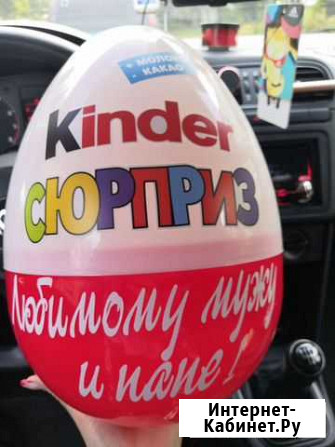 МОЛОКО
КАКАО
Kinder
СЮРПРИЗ
Любимому мужу
и папе!
Интернет-
Кабинет.Ру